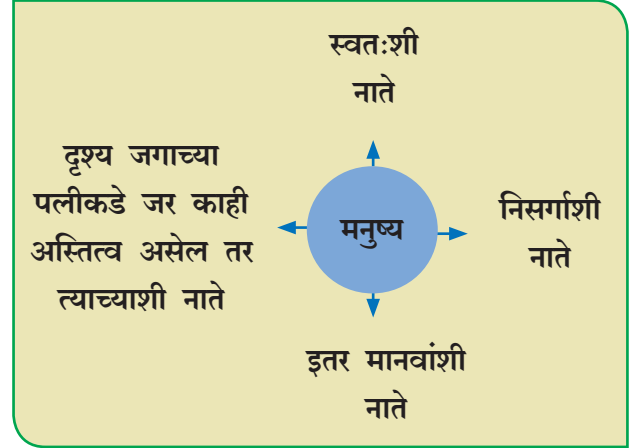 स्वतःशी
नाते
दृश्य जगाच्या
पलीकडे जर काही
अस्तित्व असेल तर
त्याच्याशी नाते
मनुष्य
निसर्गाशी
नाते
इतर मानवांशी
नाते